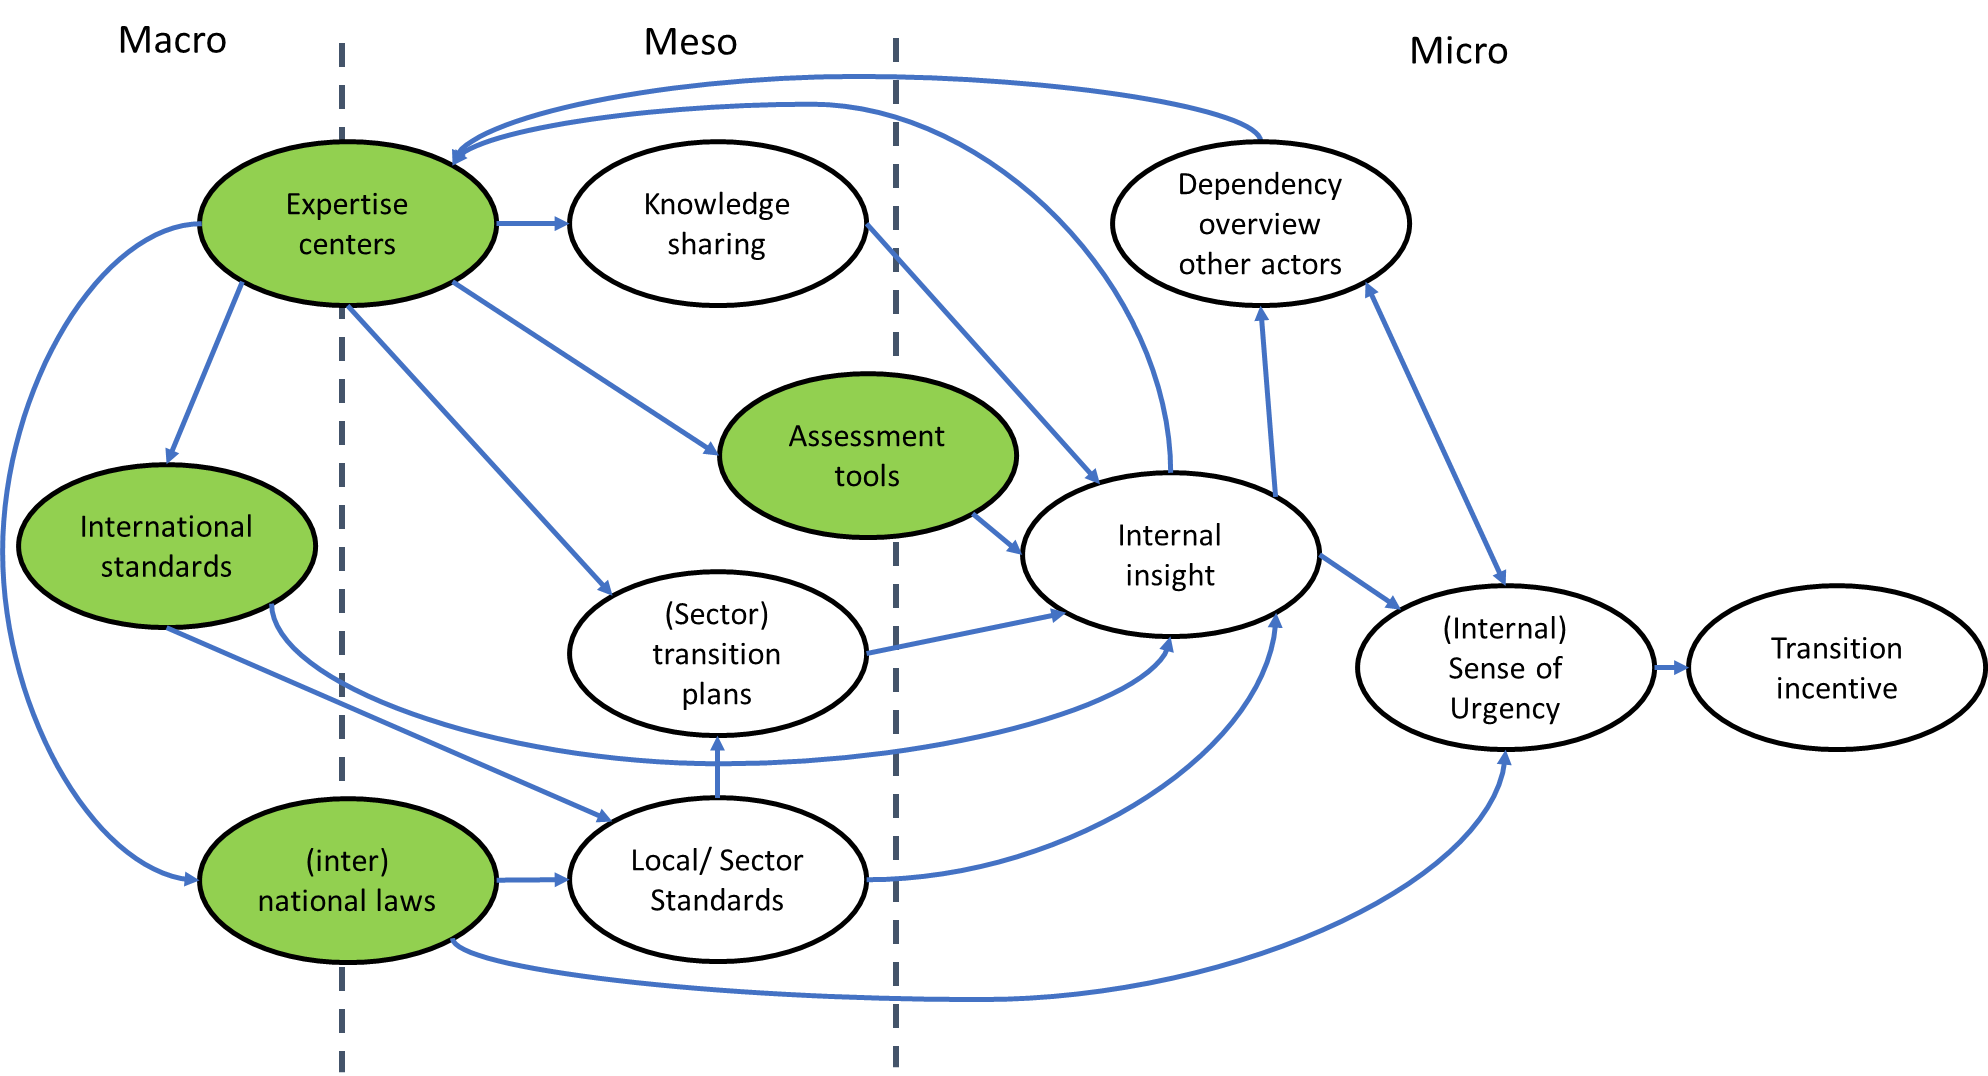 Macro
Meso
Micro
Expertise
centers
Knowledge
sharing
Dependency
overview
other actors
Assessment
tools
International
standards
Internal
insight
(Sector)
transition
plans
(Internal)
Sense of
Urgency
Transition
incentive
(inter)
national laws
Local/ Sector
Standards